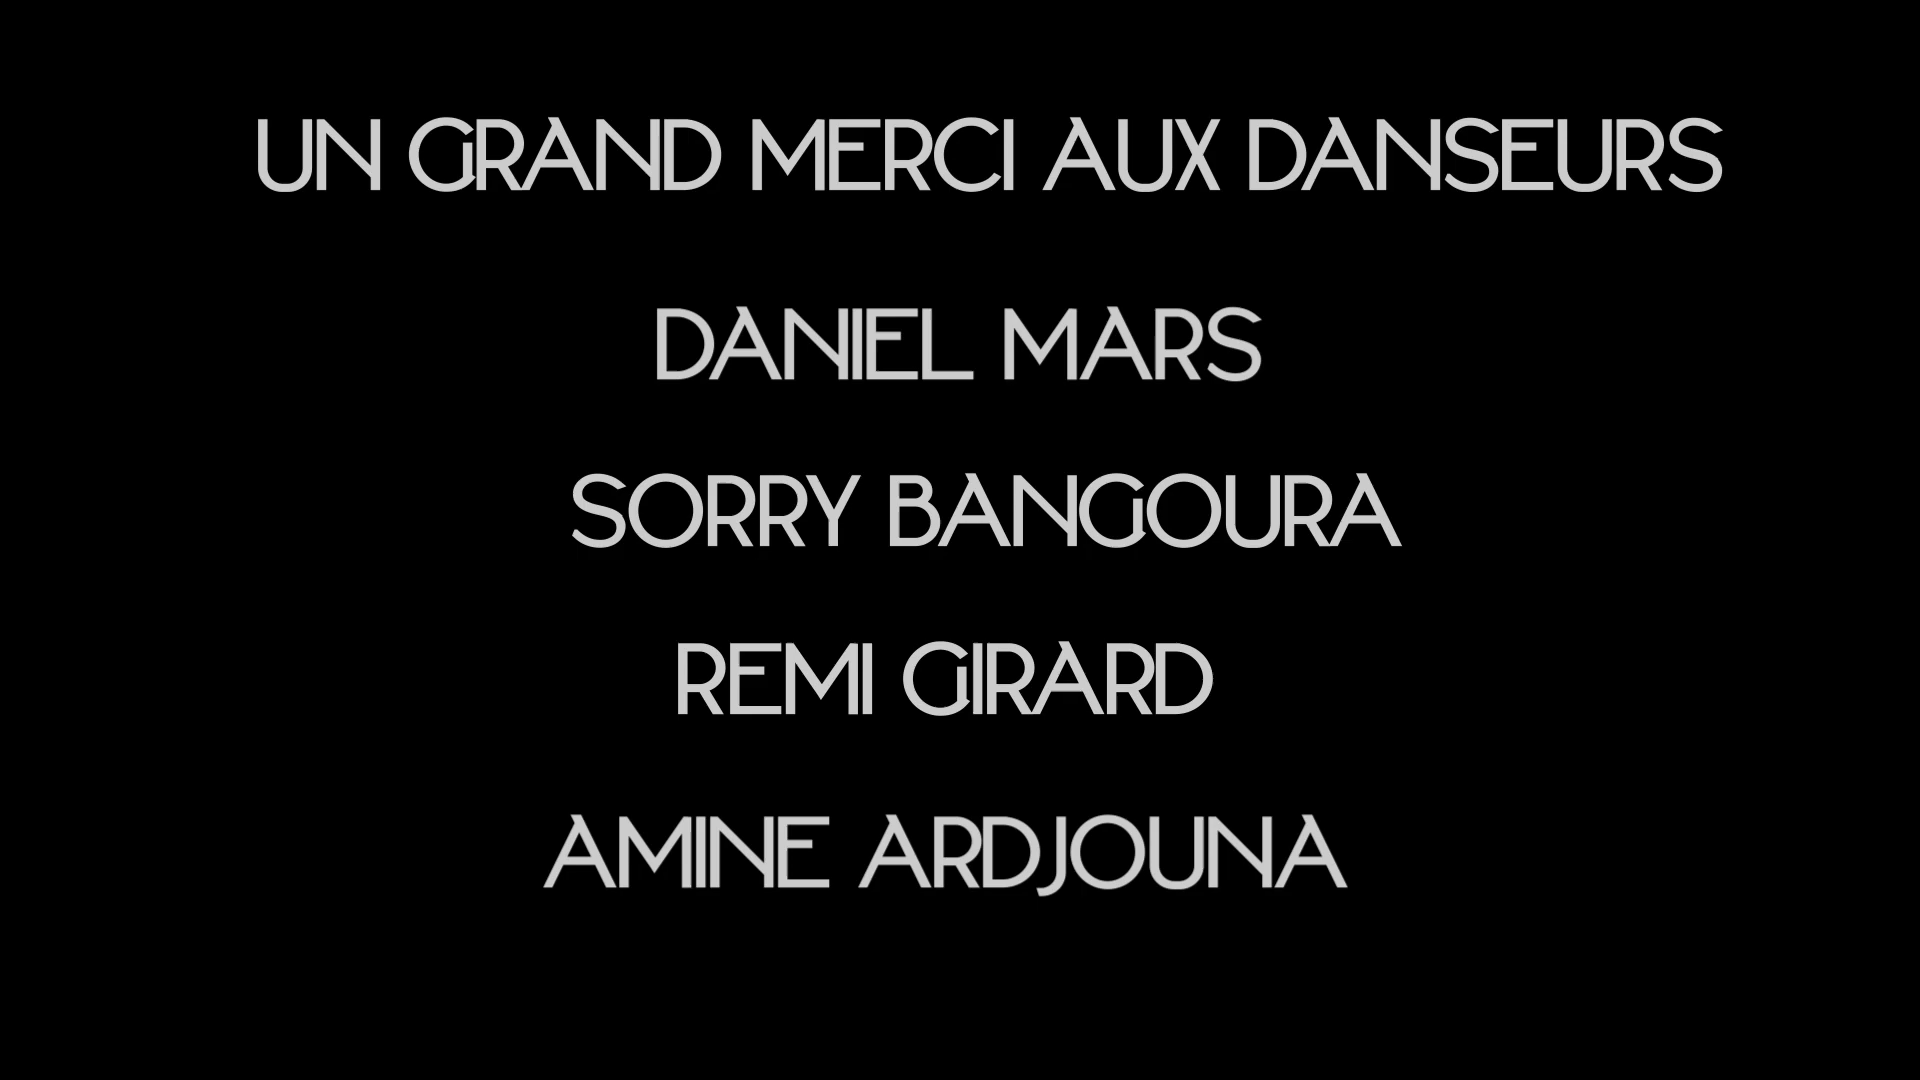 UN GRAND MERCI AUX DANSEURS
DANIEL MARS
SORRY BANGOURA
REMI GIRARD
AMINE ARDJOUNA